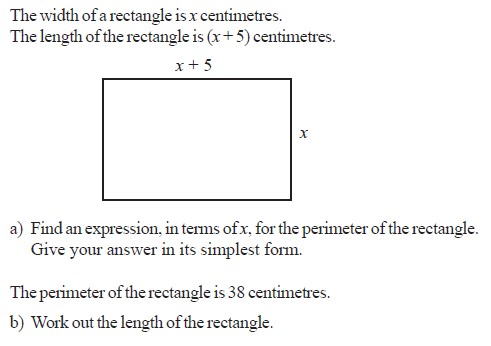 The width of a rectangle is x centimetres.
The length of the rectangle is (x + 5) centimetres.
x + 5
x
a) Find an expression, in terms of x, for the perimeter of the rectangle.
Give your answer in its simplest form.
The perimeter of the rectangle is 38 centimetres.
b) Work out the length of the rectangle.